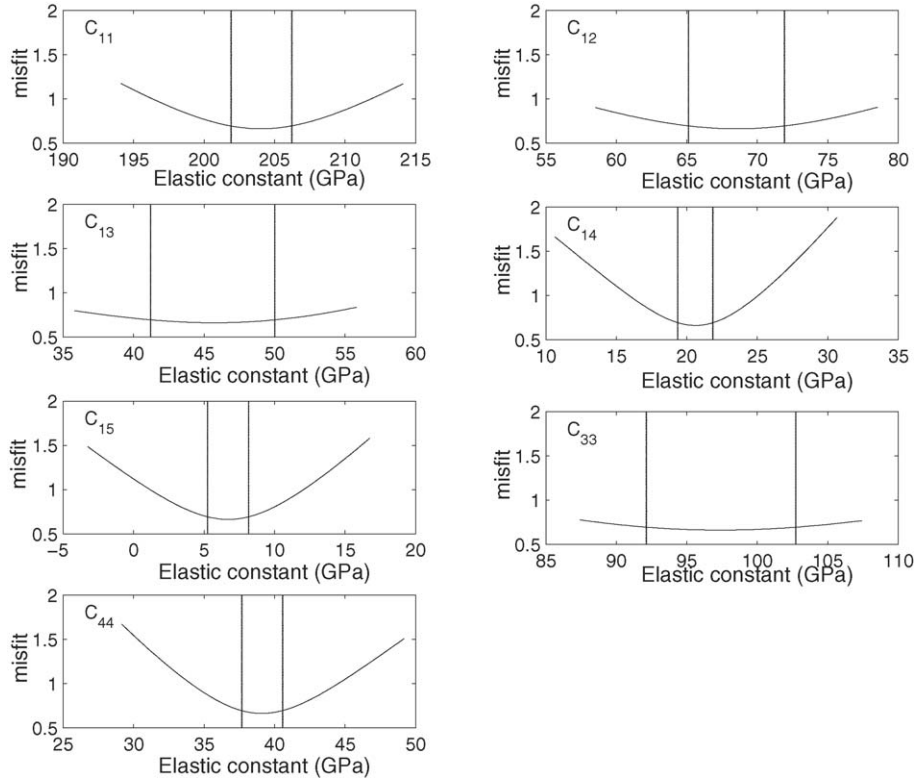 C11
misfit
2
1.5
1
0.5
190 195 200 205 210 215
Elastic constant (GPa)
C12
misfit
2
1.5
1
0.5
55 60 65 70 75 80
Elastic constant (GPa)
C13
misfit
2
1.5
1
0.5
35 40 45 50 55 60
Elastic constant (GPa)
C14
misfit
2
1.5
1
0.5
10 15 20 25 30 35
Elastic constant (GPa)
C15
misfit
2
1.5
1
0.5
−5 0 5 10 15 20
Elastic constant (GPa)
C33
misfit
2
1.5
1
0.5
85 90 95 100 105 110
Elastic constant (GPa)
C44
misfit
2
1.5
1
0.5
25 30 35 40 45 50
Elastic constant (GPa)